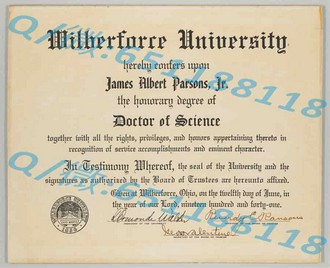 Wilberforce University
hereby confers upon
James Albert Parsons, Jr.
the honorary degree of
Doctor of Science
together with all the rights, privileges, and honors appertaining thereto in
recognition of service accomplishments and eminent character.
In Testimony Whereof, the seal of the University and the
signatures as authorized by the Board of Trustees are hereunto affixed.
Given at Wilberforce, Ohio, on the twelfth day of June, in
the year of our Lord, nineteen hundred and forty-one.
651188118
651188118
651188118